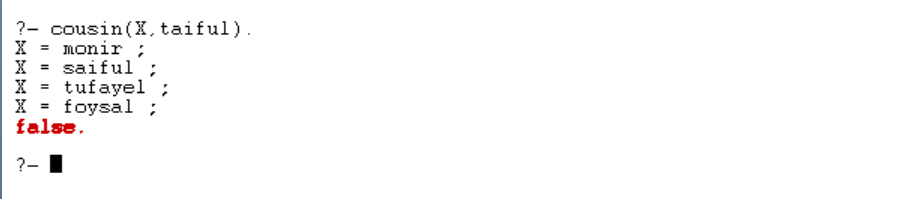 ?- cousin(X,taiful).
X = monir ;
X = saiful ;
X = tufayel ;
X = foysal ;
false.
?-